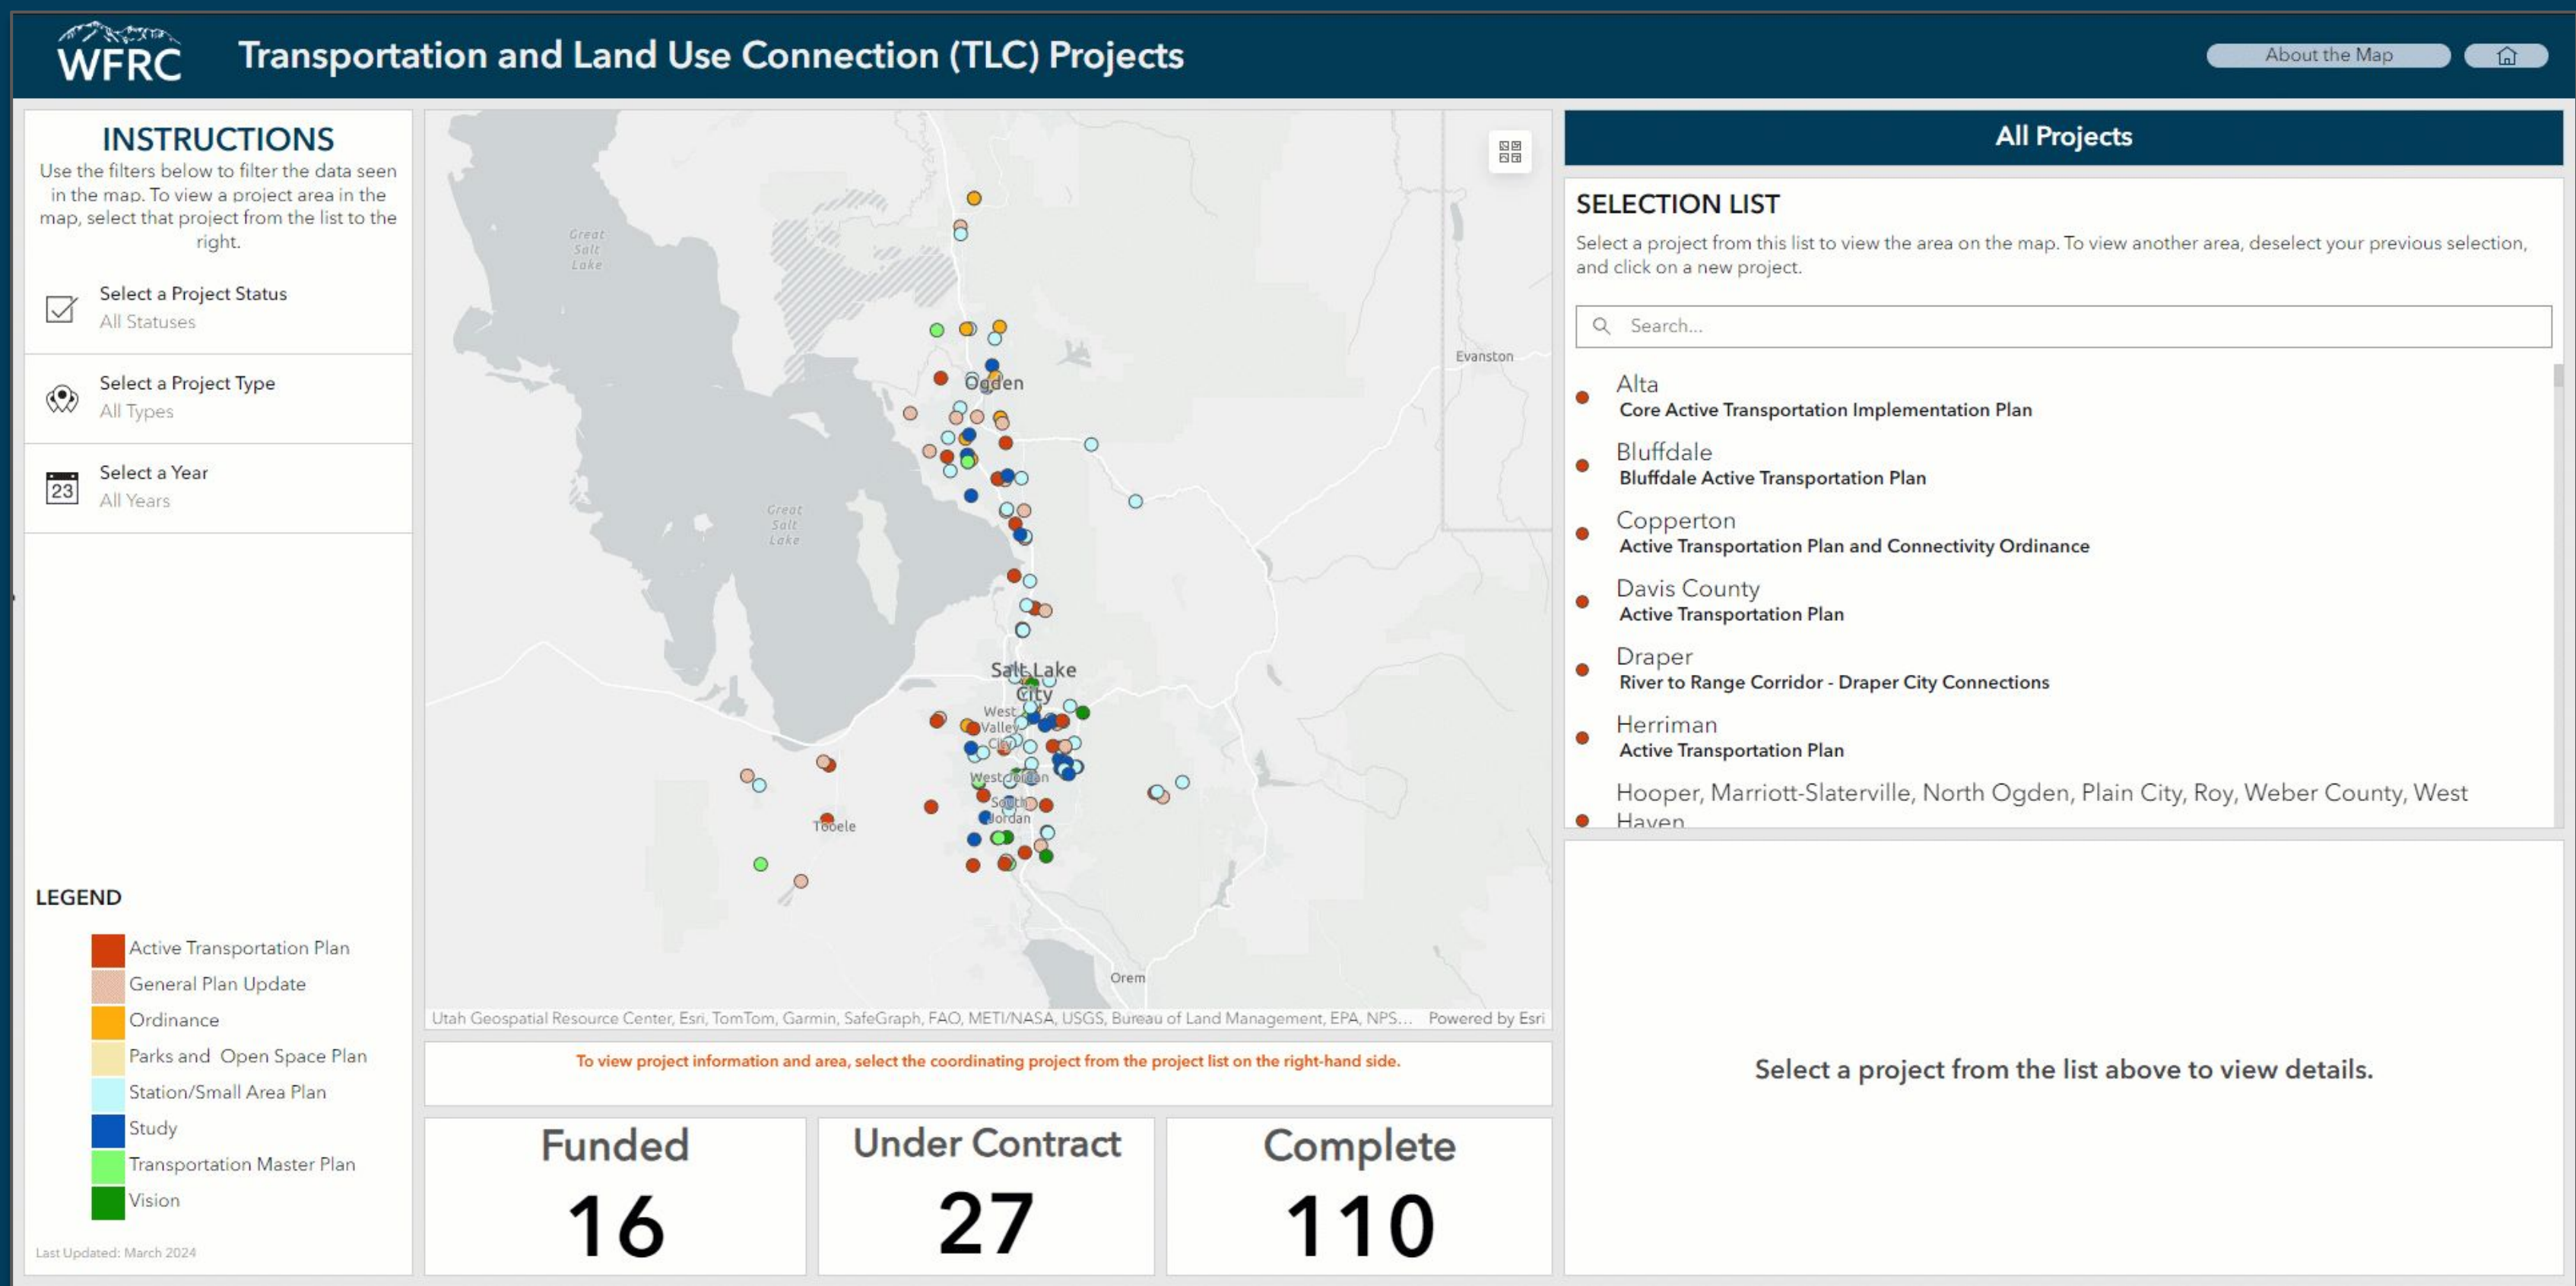 WFRC
Transportation and Land Use Connection (TLC) Projects
About the Map
INSTRUCTIONS
Use the filters below to filter the data seen
in the map. To view a project area in the
map, select that project from the list to the
right.
Select a Project Status
All Statuses
Select a Project Type
All Types
23
Select a Year
All Years
LEGEND
Active Transportation Plan
General Plan Update
Ordinance
Parks and Open Space Plan
Station/Small Area Plan
Study
Transportation Master Plan
Vision
Last Updated: March 2024
Great
Salt
Lake
Evanston
Ogden
Great
Salt
Lake
Salt Lake
City
West
Valley
City
West Jordan
South
Jordan
Tooele
Orem
Utah Geospatial Resource Center, Esri, TomTom, Garmin, SafeGraph, FAO, METI/NASA, USGS, Bureau of Land Management, EPA, NPS...
Powered by Esri
To view project information and area, select the coordinating project from the project list on the right-hand side.
Funded
16
Under Contract
27
Complete
110
All Projects
SELECTION LIST
Select a project from this list to view the area on the map. To view another area, deselect your previous selection,
and click on a new project.
Search...
Alta
Core Active Transportation Implementation Plan
Bluffdale
Bluffdale Active Transportation Plan
Copperton
Active Transportation Plan and Connectivity Ordinance
Davis County
Active Transportation Plan
Draper
River to Range Corridor - Draper City Connections
Herriman
Active Transportation Plan
Hooper, Marriott-Slaterville, North Ogden, Plain City, Roy, Weber County, West
Haven
Select a project from the list above to view details.